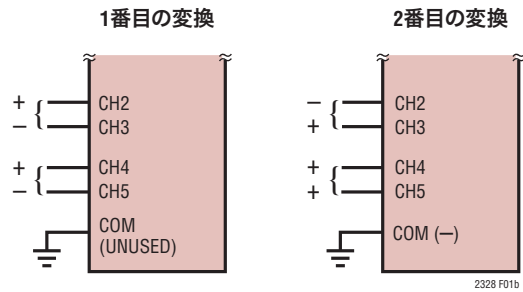 1番目の変換
+ { CH2
− CH3
+ { CH4
− CH5
COM
(UNUSED)
2番目の変換
− { CH2
+ CH3
+ { CH4
+ CH5
COM (−)
2328 F01b